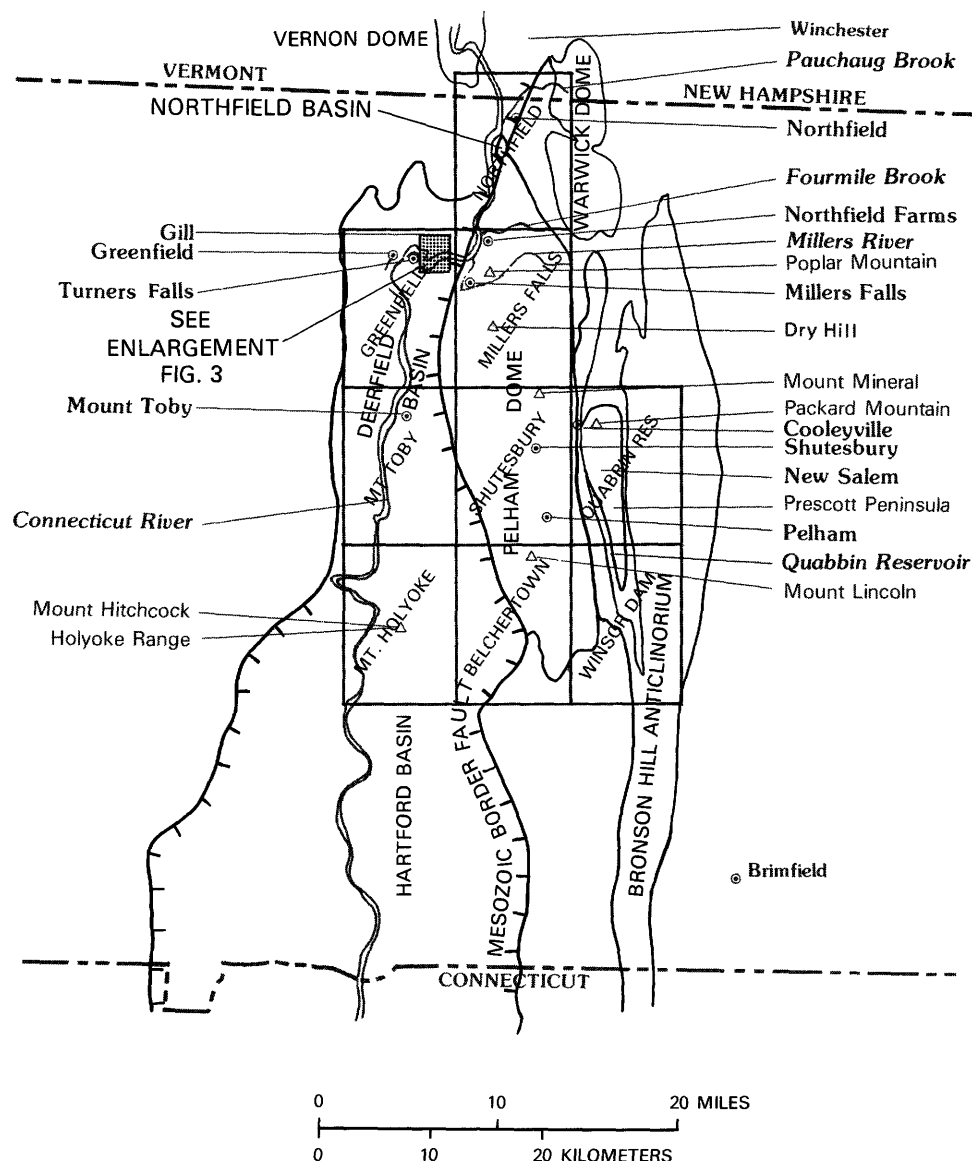 VERNON DOME
Winchester
Pauchaug Brook
VERMONT
NEW HAMPSHIRE
NORTHFIELD BASIN
NORTHFIELD
WARWICK DOME
Northfield
Fourmile Brook
Gill
Northfield Farms
Greenfield
Millers River
Poplar Mountain
Turners Falls
Millers Falls
SEE
ENLARGEMENT
FIG. 3
GREENFIELD
MILLERS FALLS
Dry Hill
DEERFIELD BASIN
PELHAM DOME
Mount Mineral
Packard Mountain
Mount Toby
Cooleyville
Shutesbury
MT. TOBY
SHUTESBURY
QUABBIN RES
New Salem
Prescott Peninsula
Connecticut River
Pelham
Quabbin Reservoir
Mount Lincoln
Mount Hitchcock
Holyoke Range
MT. HOLYOKE
BELCHERTOWN
WINSOR DAM
HARTFORD BASIN
MESOZOIC BORDER FAULT
BRONSON HILL ANTICLINORIUM
Brimfield
CONNECTICUT
0 10 20 MILES
0 10 20 KILOMETERS